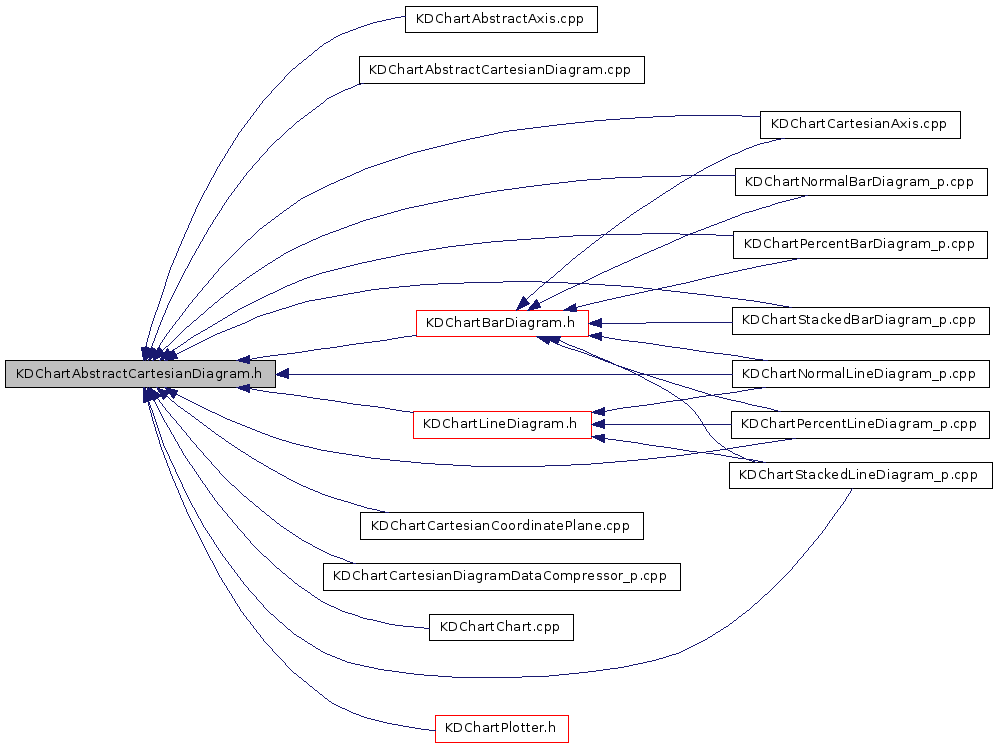 KDChartAbstractAxis.cpp
KDChartAbstractCartesianDiagram.cpp
KDChartCartesianAxis.cpp
KDChartNormalBarDiagram_p.cpp
KDChartPercentBarDiagram_p.cpp
KDChartStackedBarDiagram_p.cpp
KDChartBarDiagram.h
KDChartAbstractCartesianDiagram.h
KDChartNormalLineDiagram_p.cpp
KDChartLineDiagram.h
KDChartPercentLineDiagram_p.cpp
KDChartStackedLineDiagram_p.cpp
KDChartCartesianCoordinatePlane.cpp
KDChartCartesianDiagramDataCompressor_p.cpp
KDChartChart.cpp
KDChartPlotter.h